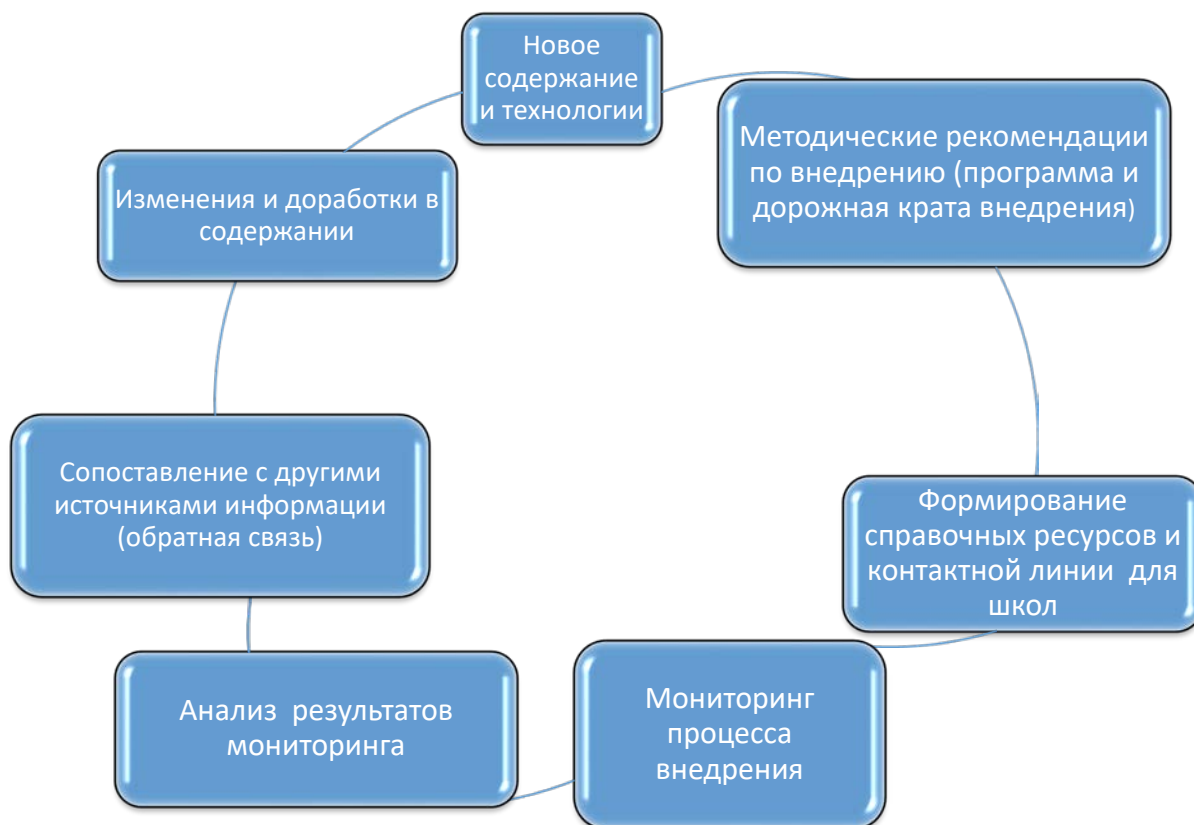 Новое
содержание
и технологии
Методические рекомендации
по внедрению (программа и
дорожная крата внедрения)
Формирование
справочных ресурсов и
контактной линии для
школ
Мониторинг
процесса
внедрения
Анализ результатов
мониторинга
Сопоставление с другими
источниками информации
(обратная связь)
Изменения и доработки в
содержании